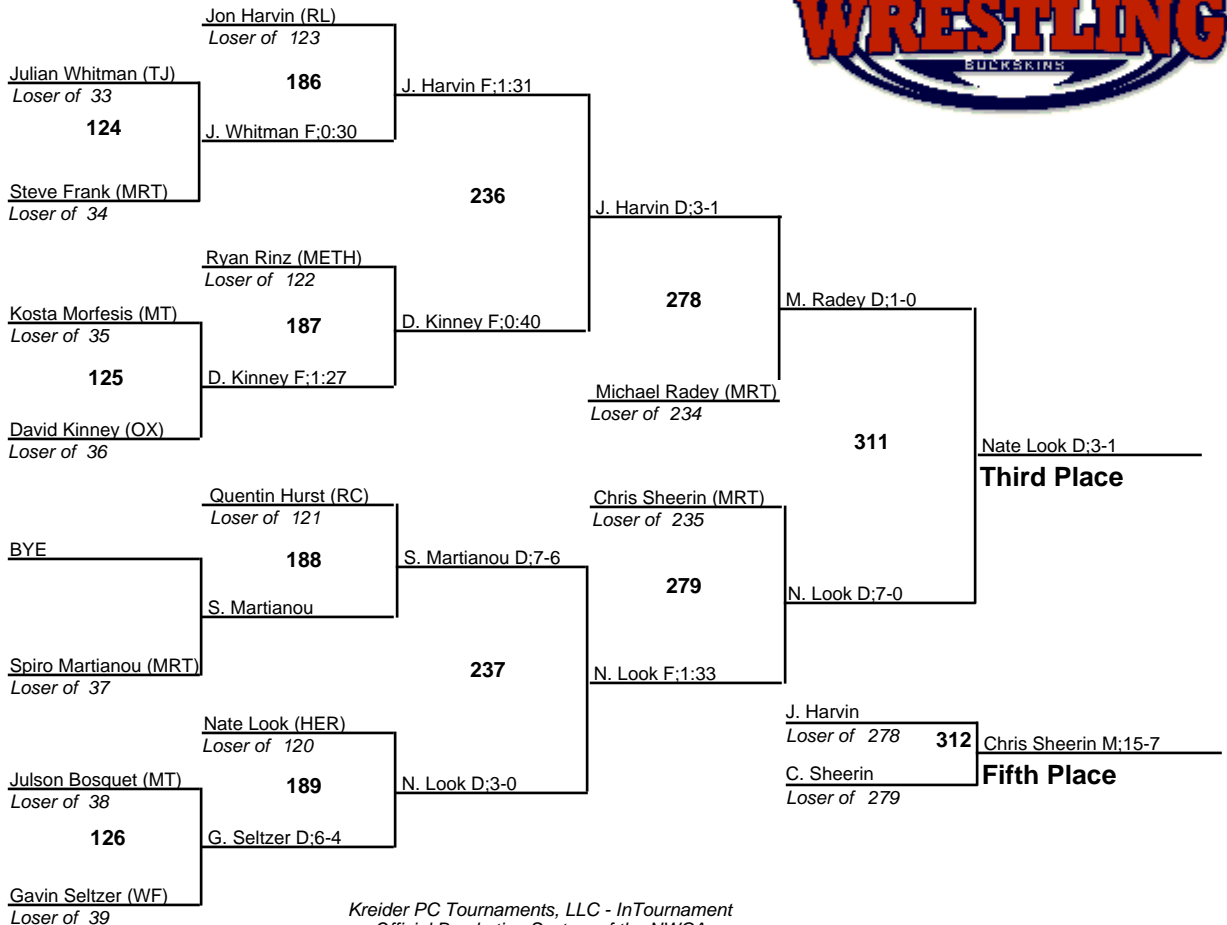 WRESTLING
BUCKSKINS
Jon Harvin (RL)
Loser of 123
Julian Whitman (TJ)
Loser of 33
186
J. Harvin F;1:31
124
J. Whitman F;0:30
Steve Frank (MRT)
Loser of 34
236
J. Harvin D;3-1
Ryan Rinz (METH)
Loser of 122
278
M. Radey D;1-0
Kosta Morfesis (MT)
Loser of 35
187
D. Kinney F;0:40
125
D. Kinney F;1:27
Michael Radey (MRT)
Loser of 234
David Kinney (OX)
Loser of 36
311
Nate Look D;3-1
Third Place
Quentin Hurst (RC)
Loser of 121
Chris Sheerin (MRT)
Loser of 235
BYE
188
S. Martianou D;7-6
279
S. Martianou
N. Look D;7-0
Spiro Martianou (MRT)
Loser of 37
237
N. Look F;1:33
Nate Look (HER)
Loser of 120
J. Harvin
Loser of 278
312
Chris Sheerin M;15-7
Fifth Place
C. Sheerin
Loser of 279
Julson Bosquet (MT)
Loser of 38
189
N. Look D;3-0
126
G. Seltzer D;6-4
Gavin Seltzer (WF)
Loser of 39
Kreider PC Tournaments, LLC - InTournament